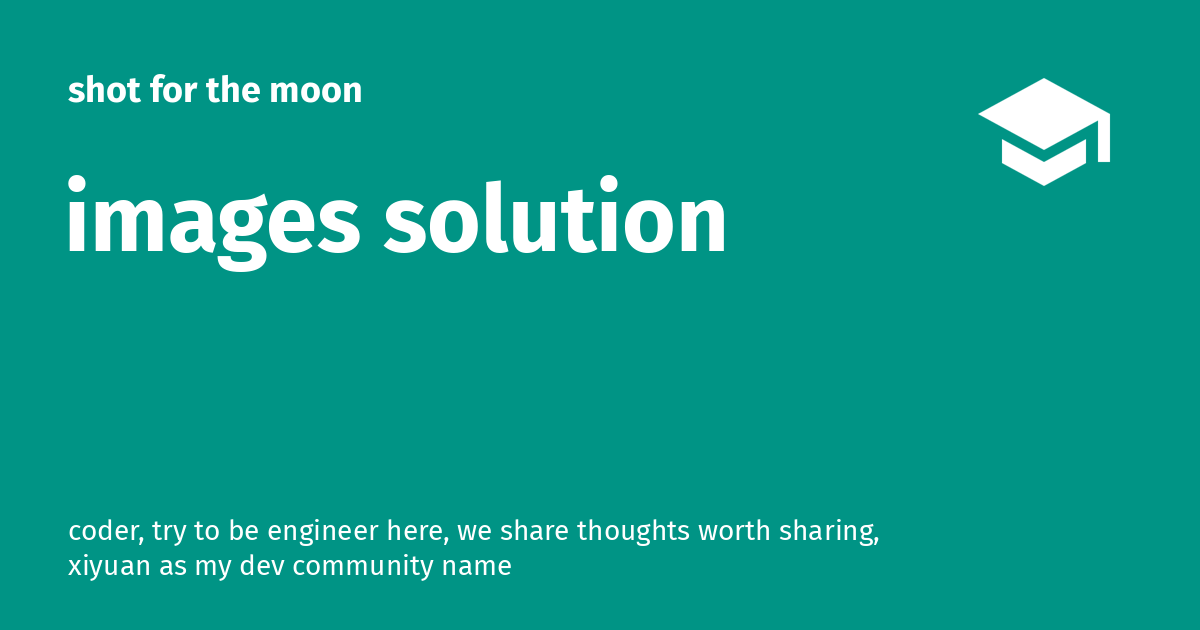 shot for the moon
images solution
coder, try to be engineer here, we share thoughts worth sharing,
xiyuan as my dev community name